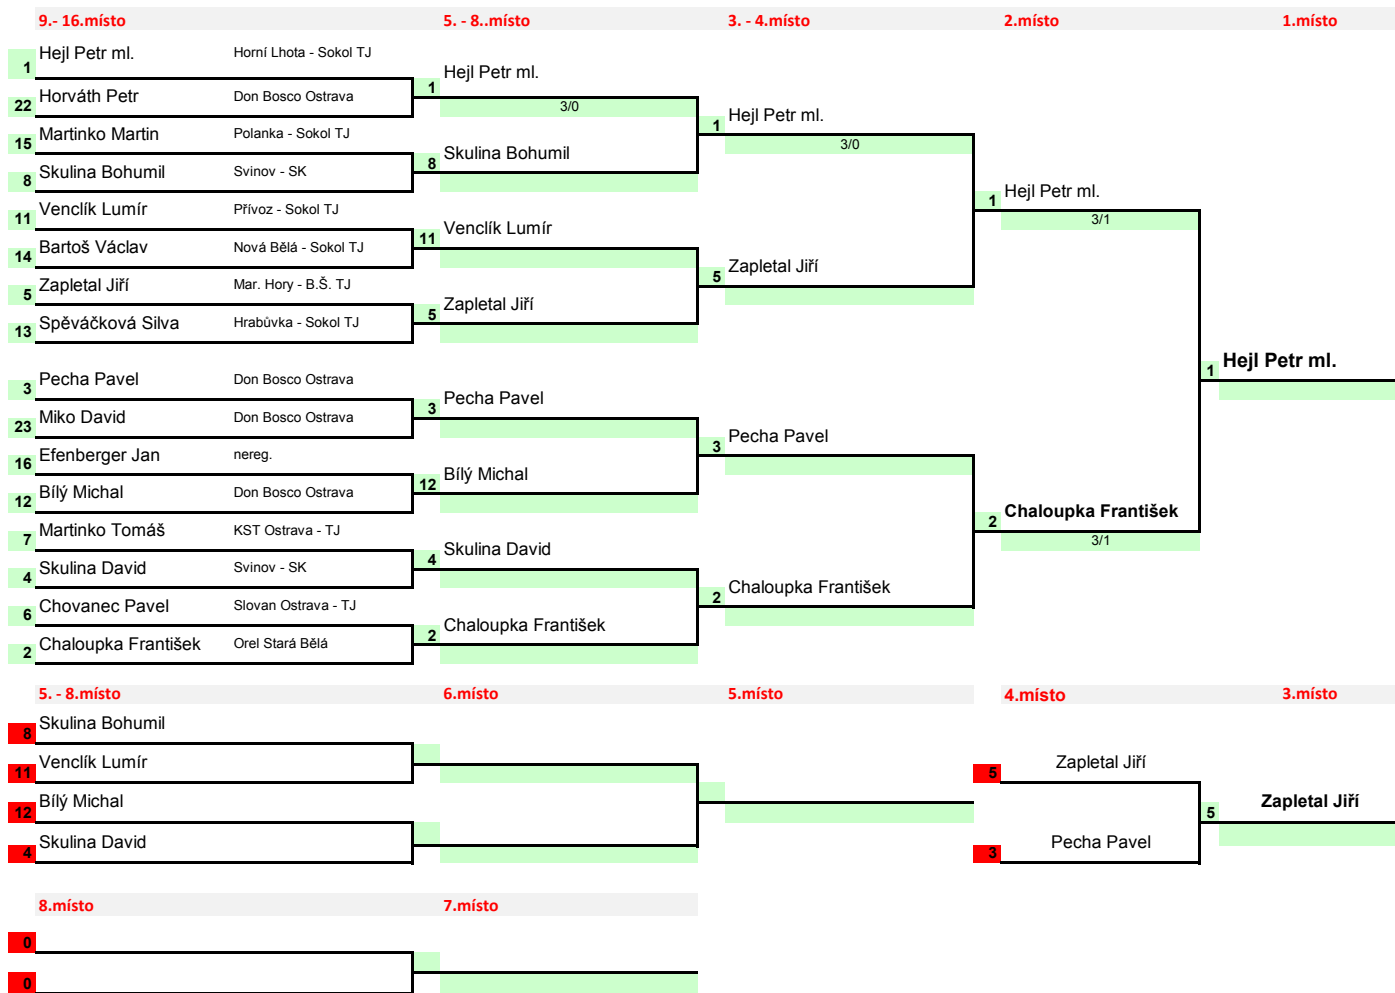 9.- 16.místo 5. - 8..místo 3. - 4.místo 2.místo 1.místo
1 Hejl Petr ml. Horní Lhota - Sokol TJ
1 Hejl Petr ml.
22 Horváth Petr Don Bosco Ostrava
3/0
1 Hejl Petr ml.
15 Martinko Martin Polanka - Sokol TJ
3/0
8 Skulina Bohumil
8 Skulina Bohumil Svinov - SK
1 Hejl Petr ml.
11 Venclík Lumír Přívoz - Sokol TJ
3/1
11 Venclík Lumír
14 Bartoš Václav Nová Bělá - Sokol TJ
5 Zapletal Jiří
5 Zapletal Jiří Mar. Hory - B.Š. TJ
5 Zapletal Jiří
13 Spěváčková Silva Hrabůvka - Sokol TJ
1 Hejl Petr ml.
3 Pecha Pavel Don Bosco Ostrava
3 Pecha Pavel
23 Miko David Don Bosco Ostrava
3 Pecha Pavel
16 Efenberger Jan nereg.
12 Bílý Michal
12 Bílý Michal Don Bosco Ostrava
2 Chaloupka František
7 Martinko Tomáš KST Ostrava - TJ
3/1
4 Skulina David
4 Skulina David Svinov - SK
2 Chaloupka František
6 Chovanec Pavel Slovan Ostrava - TJ
2 Chaloupka František
2 Chaloupka František Orel Stará Bělá
5. - 8.místo 6.místo 5.místo 4.místo 3.místo
8 Skulina Bohumil
11 Venclík Lumír
5 Zapletal Jiří
12 Bílý Michal
5 Zapletal Jiří
4 Skulina David
3 Pecha Pavel
8.místo 7.místo
0
0